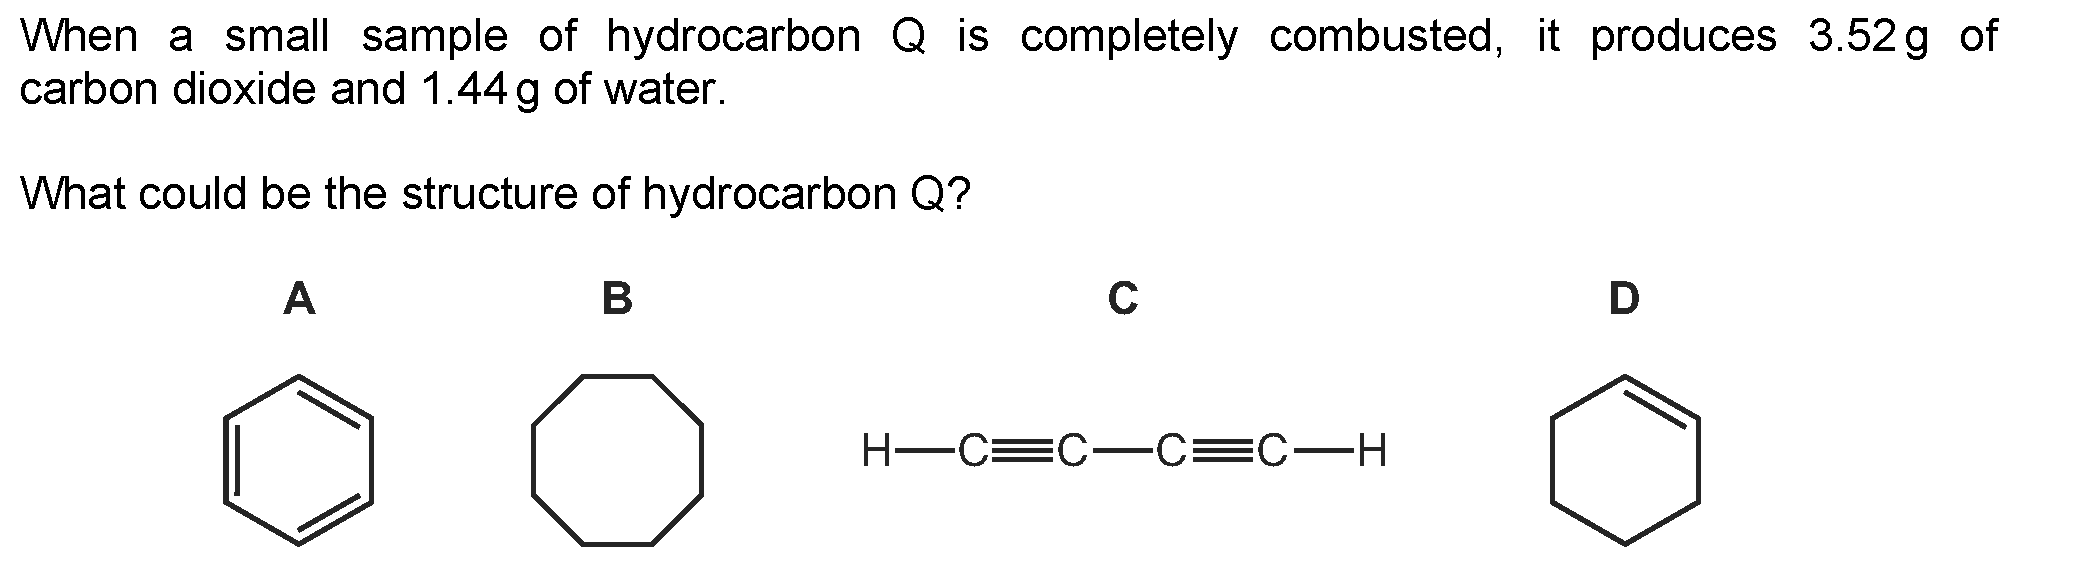 When a small sample of hydrocarbon Q is completely combusted, it produces 3.52 g of
carbon dioxide and 1.44 g of water.
What could be the structure of hydrocarbon Q?
A B C D
H—C≡C—C≡C—H